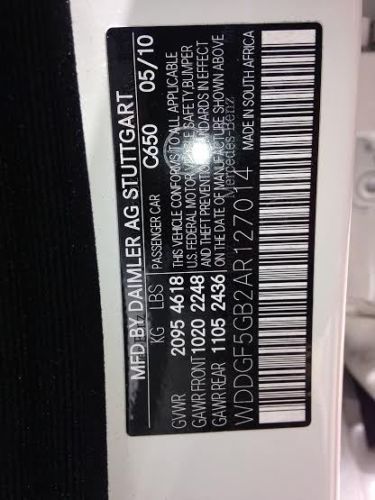 MFD BY DAIMLER AG STUTTGART
KG LBS PASSENGER CAR C650 05/10
GVWR 2095 4618 THIS VEHICLE CONFORMS TO ALL APPLICABLE
GAWR FRONT 1020 2248 U.S. FEDERAL MOTOR VEHICLE SAFETY, BUMPER
GAWR REAR 1105 2436 AND THEFT PREVENTION STANDARDS IN EFFECT
ON THE DATE OF MANUFACTURE SHOWN ABOVE
Mercedes-Benz
WDDGF5GB2AR127014 MADE IN SOUTH AFRICA